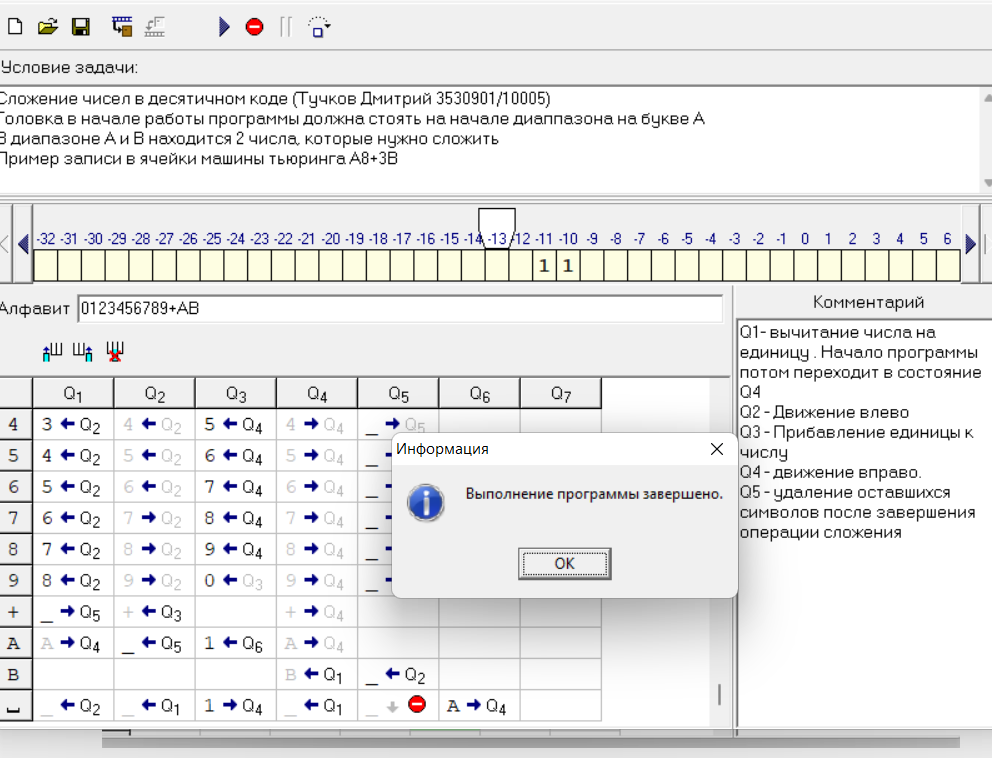 Условие задачи:
Сложение чисел в десятичном коде (Тучков Дмитрий 3530901/10005)
Головка в начале работы программы должна стоять на начале диаппазона на букве А
В диапазоне А и В находится 2 числа, которые нужно сложить
Пример записи в ячейки машины тьюринга А8+3В
-32 -31 -30 -29 -28 -27 -26 -25 -24 -23 -22 -21 -20 -19 -18 -17 -16 -15 -14 -13 -12 -11 -10 -9 -8 -7 -6 -5 -4 -3 -2 -1 0 1 2 3 4 5 6
1 1
Алфавит 0123456789+AB
Комментарий
Q1- вычитание числа на
единицу . Начало программы
потом переходит в состояние
Q4
Q2 - Движение влево
Q3 - Прибавление единицы к
числу
Q4 - движение вправо.
Q5 - удаление оставшихся
символов после завершения
операции сложения
Q1 Q2 Q3 Q4 Q5 Q6 Q7
4 3 ← Q2 4 ← Q2 5 ← Q4 4 → Q4 _ → Q5
5 4 ← Q2 5 ← Q2 6 ← Q4 5 → Q4 _
6 5 ← Q2 6 ← Q2 7 ← Q4 6 → Q4 _
7 6 ← Q2 7 → Q2 8 ← Q4 7 → Q4 _
8 7 ← Q2 8 → Q2 9 ← Q4 8 → Q4 _
9 8 ← Q2 9 → Q2 0 ← Q3 9 → Q4 _
+ _ → Q5 + ← Q3 + → Q4
A A → Q4 _ ← Q5 1 ← Q6 A → Q4
B B ← Q1 _ ← Q2
_ ← Q2 _ ← Q1 1 → Q4 _ ← Q1 _ ↓ A → Q4
Информация
Выполнение программы завершено.
OK